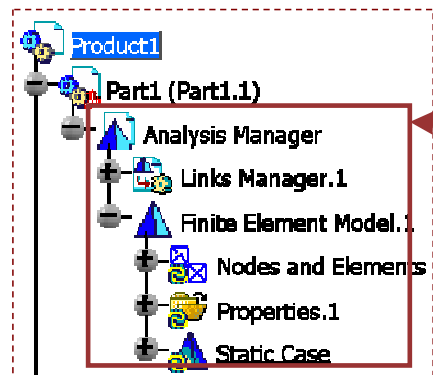 Product1
Part1 (Part1.1)
Analysis Manager
Links Manager.1
Finite Element Model.1
Nodes and Elements
Properties.1
Static Case